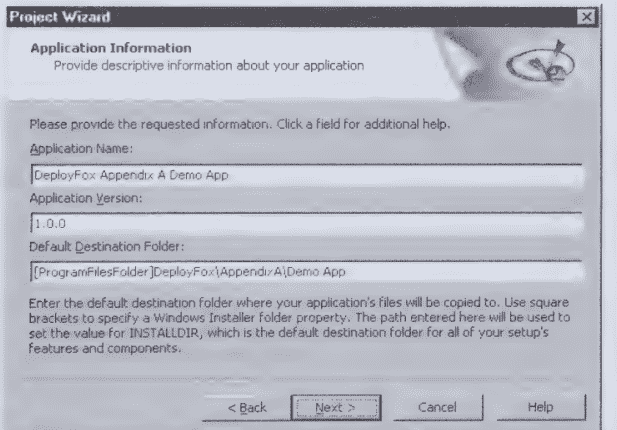 Project Wizard
Application Information
Provide descriptive information about your application
Please provide the requested information. Click a field for additional help.
Application Name:
DeployFox Appendix A Demo App
Application Version:
1.0.0
Default Destination Folder:
[ProgramFilesFolder]DeployFox\AppendixA\Demo App
Enter the default destination folder where your application's files will be copied to. Use square
brackets to specify a Windows Installer folder property. The path entered here will be used to
set the value for INSTALLDIR, which is the default destination folder for all of your setup's
features and components.
< Back
Next >
Cancel
Help